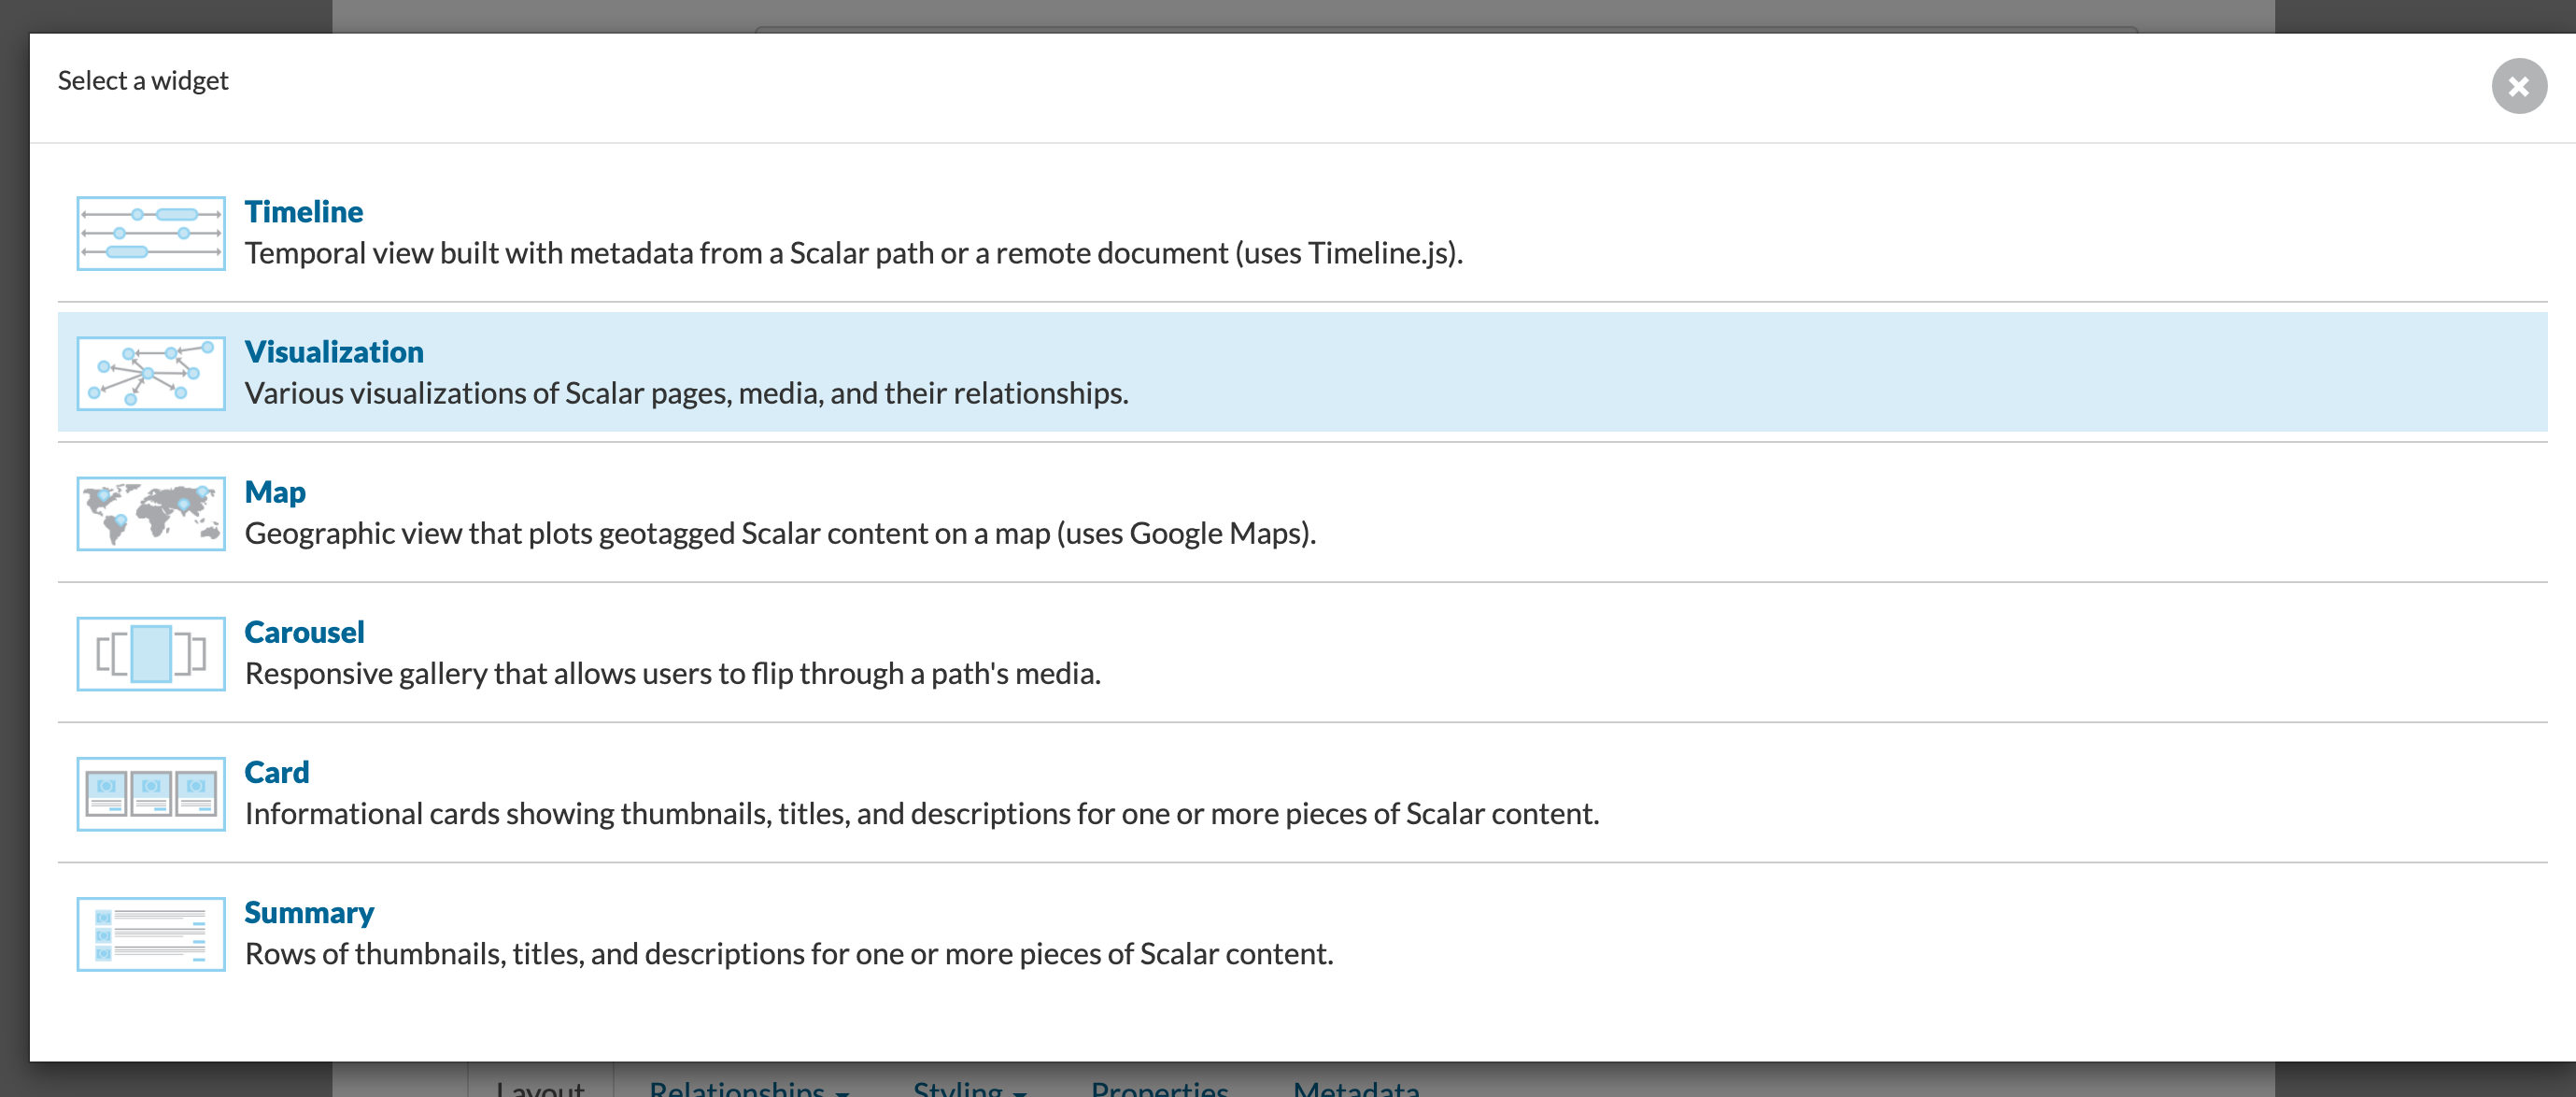 Select a widget
Timeline
Temporal view built with metadata from a Scalar path or a remote document (uses Timeline.js).
Visualization
Various visualizations of Scalar pages, media, and their relationships.
Map
Geographic view that plots geotagged Scalar content on a map (uses Google Maps).
Carousel
Responsive gallery that allows users to flip through a path's media.
Card
Informational cards showing thumbnails, titles, and descriptions for one or more pieces of Scalar content.
Summary
Rows of thumbnails, titles, and descriptions for one or more pieces of Scalar content.
Layout Relationships Styling Properties Metadata